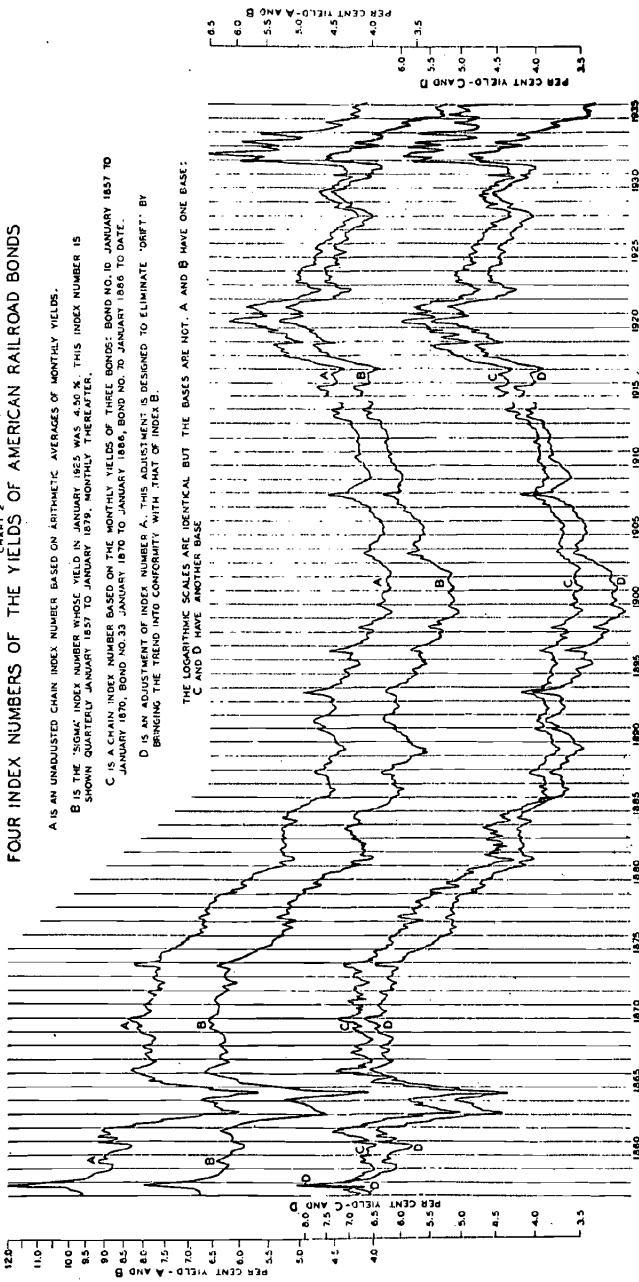 CHART 2
FOUR INDEX NUMBERS OF THE YIELDS OF AMERICAN RAILROAD BONDS
A IS AN UNADJUSTED CHAIN INDEX NUMBER BASED ON ARITHMETIC AVERAGES OF MONTHLY YIELDS.
B IS THE "SIGMA" INDEX NUMBER WHOSE YIELD IN JANUARY 1925 WAS 4.50 %. THIS INDEX NUMBER IS
SHOWN QUARTERLY JANUARY 1857 TO JANUARY 1879, MONTHLY THEREAFTER.
C IS A CHAIN INDEX NUMBER BASED ON THE MONTHLY YIELDS OF THREE BONDS: BOND NO. 10 JANUARY 1857 TO
JANUARY 1870, BOND NO. 33 JANUARY 1870 TO JANUARY 1886, BOND NO. 70 JANUARY 1886 TO DATE.
D IS AN ADJUSTMENT OF INDEX NUMBER A. THIS ADJUSTMENT IS DESIGNED TO ELIMINATE "DRIFT" BY
BRINGING THE TREND INTO CONFORMITY WITH THAT OF INDEX B.
THE LOGARITHMIC SCALES ARE IDENTICAL BUT THE BASES ARE NOT. A AND B HAVE ONE BASE;
C AND D HAVE ANOTHER BASE
PER CENT YIELD - A AND B
12.0
11.0
10.0
9.0
8.0
7.5
7.0
6.5
6.0
5.5
5.0
4.5
4.0
PER CENT YIELD - C AND D
8.0
7.5
7.0
6.5
6.0
5.5
5.0
4.5
4.0
3.5
A
A
A
A
B
B
B
B
C
C
C
C
D
D
D
D
D
D
PER CENT YIELD - A AND B
6.5
6.0
5.5
5.0
4.5
4.0
PER CENT YIELD - C AND D
6.0
5.5
5.0
4.5
4.0
3.5
1860
1865
1870
1875
1880
1885
1890
1895
1900
1905
1910
1915
1920
1925
1930
1935